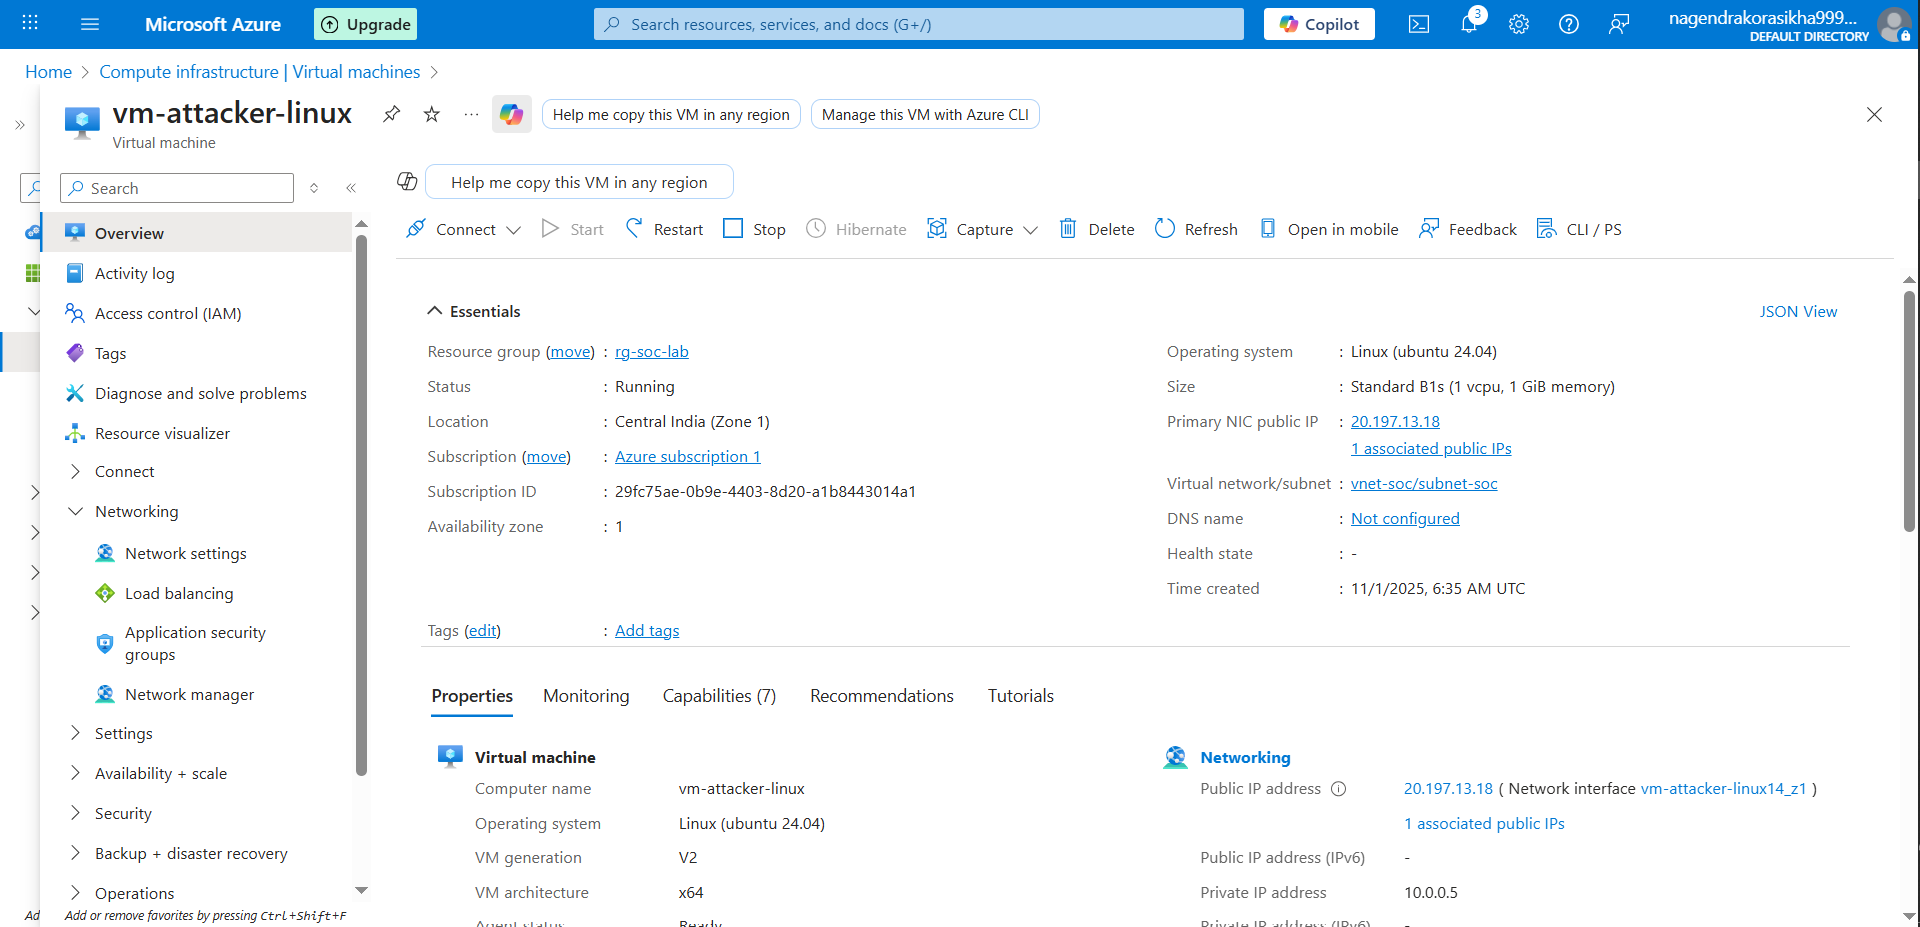 Microsoft Azure
Upgrade
Search resources, services, and docs (G+/)
Copilot
3
nagendrakorasikha999...
DEFAULT DIRECTORY
Home > Compute infrastructure | Virtual machines >
vm-attacker-linux
Virtual machine
Help me copy this VM in any region
Manage this VM with Azure CLI
Search
Overview
Activity log
Access control (IAM)
Tags
Diagnose and solve problems
Resource visualizer
Connect
Networking
Network settings
Load balancing
Application security
groups
Network manager
Settings
Availability + scale
Security
Backup + disaster recovery
Operations
Ad
Add or remove favorites by pressing Ctrl+Shift+F
Help me copy this VM in any region
Connect
Start
Restart
Stop
Hibernate
Capture
Delete
Refresh
Open in mobile
Feedback
CLI / PS
Essentials
JSON View
Resource group (move) : rg-soc-lab
Status : Running
Location : Central India (Zone 1)
Subscription (move) : Azure subscription 1
Subscription ID : 29fc75ae-0b9e-4403-8d20-a1b8443014a1
Availability zone : 1
Operating system : Linux (ubuntu 24.04)
Size : Standard B1s (1 vcpu, 1 GiB memory)
Primary NIC public IP : 20.197.13.18
1 associated public IPs
Virtual network/subnet : vnet-soc/subnet-soc
DNS name : Not configured
Health state : -
Time created : 11/1/2025, 6:35 AM UTC
Tags (edit) : Add tags
Properties
Monitoring
Capabilities (7)
Recommendations
Tutorials
Virtual machine
Computer name vm-attacker-linux
Operating system Linux (ubuntu 24.04)
VM generation V2
VM architecture x64
Agent status Ready
Networking
Public IP address 20.197.13.18 ( Network interface vm-attacker-linux14_z1 )
1 associated public IPs
Public IP address (IPv6) -
Private IP address 10.0.0.5
Private IP address (IPv6) -